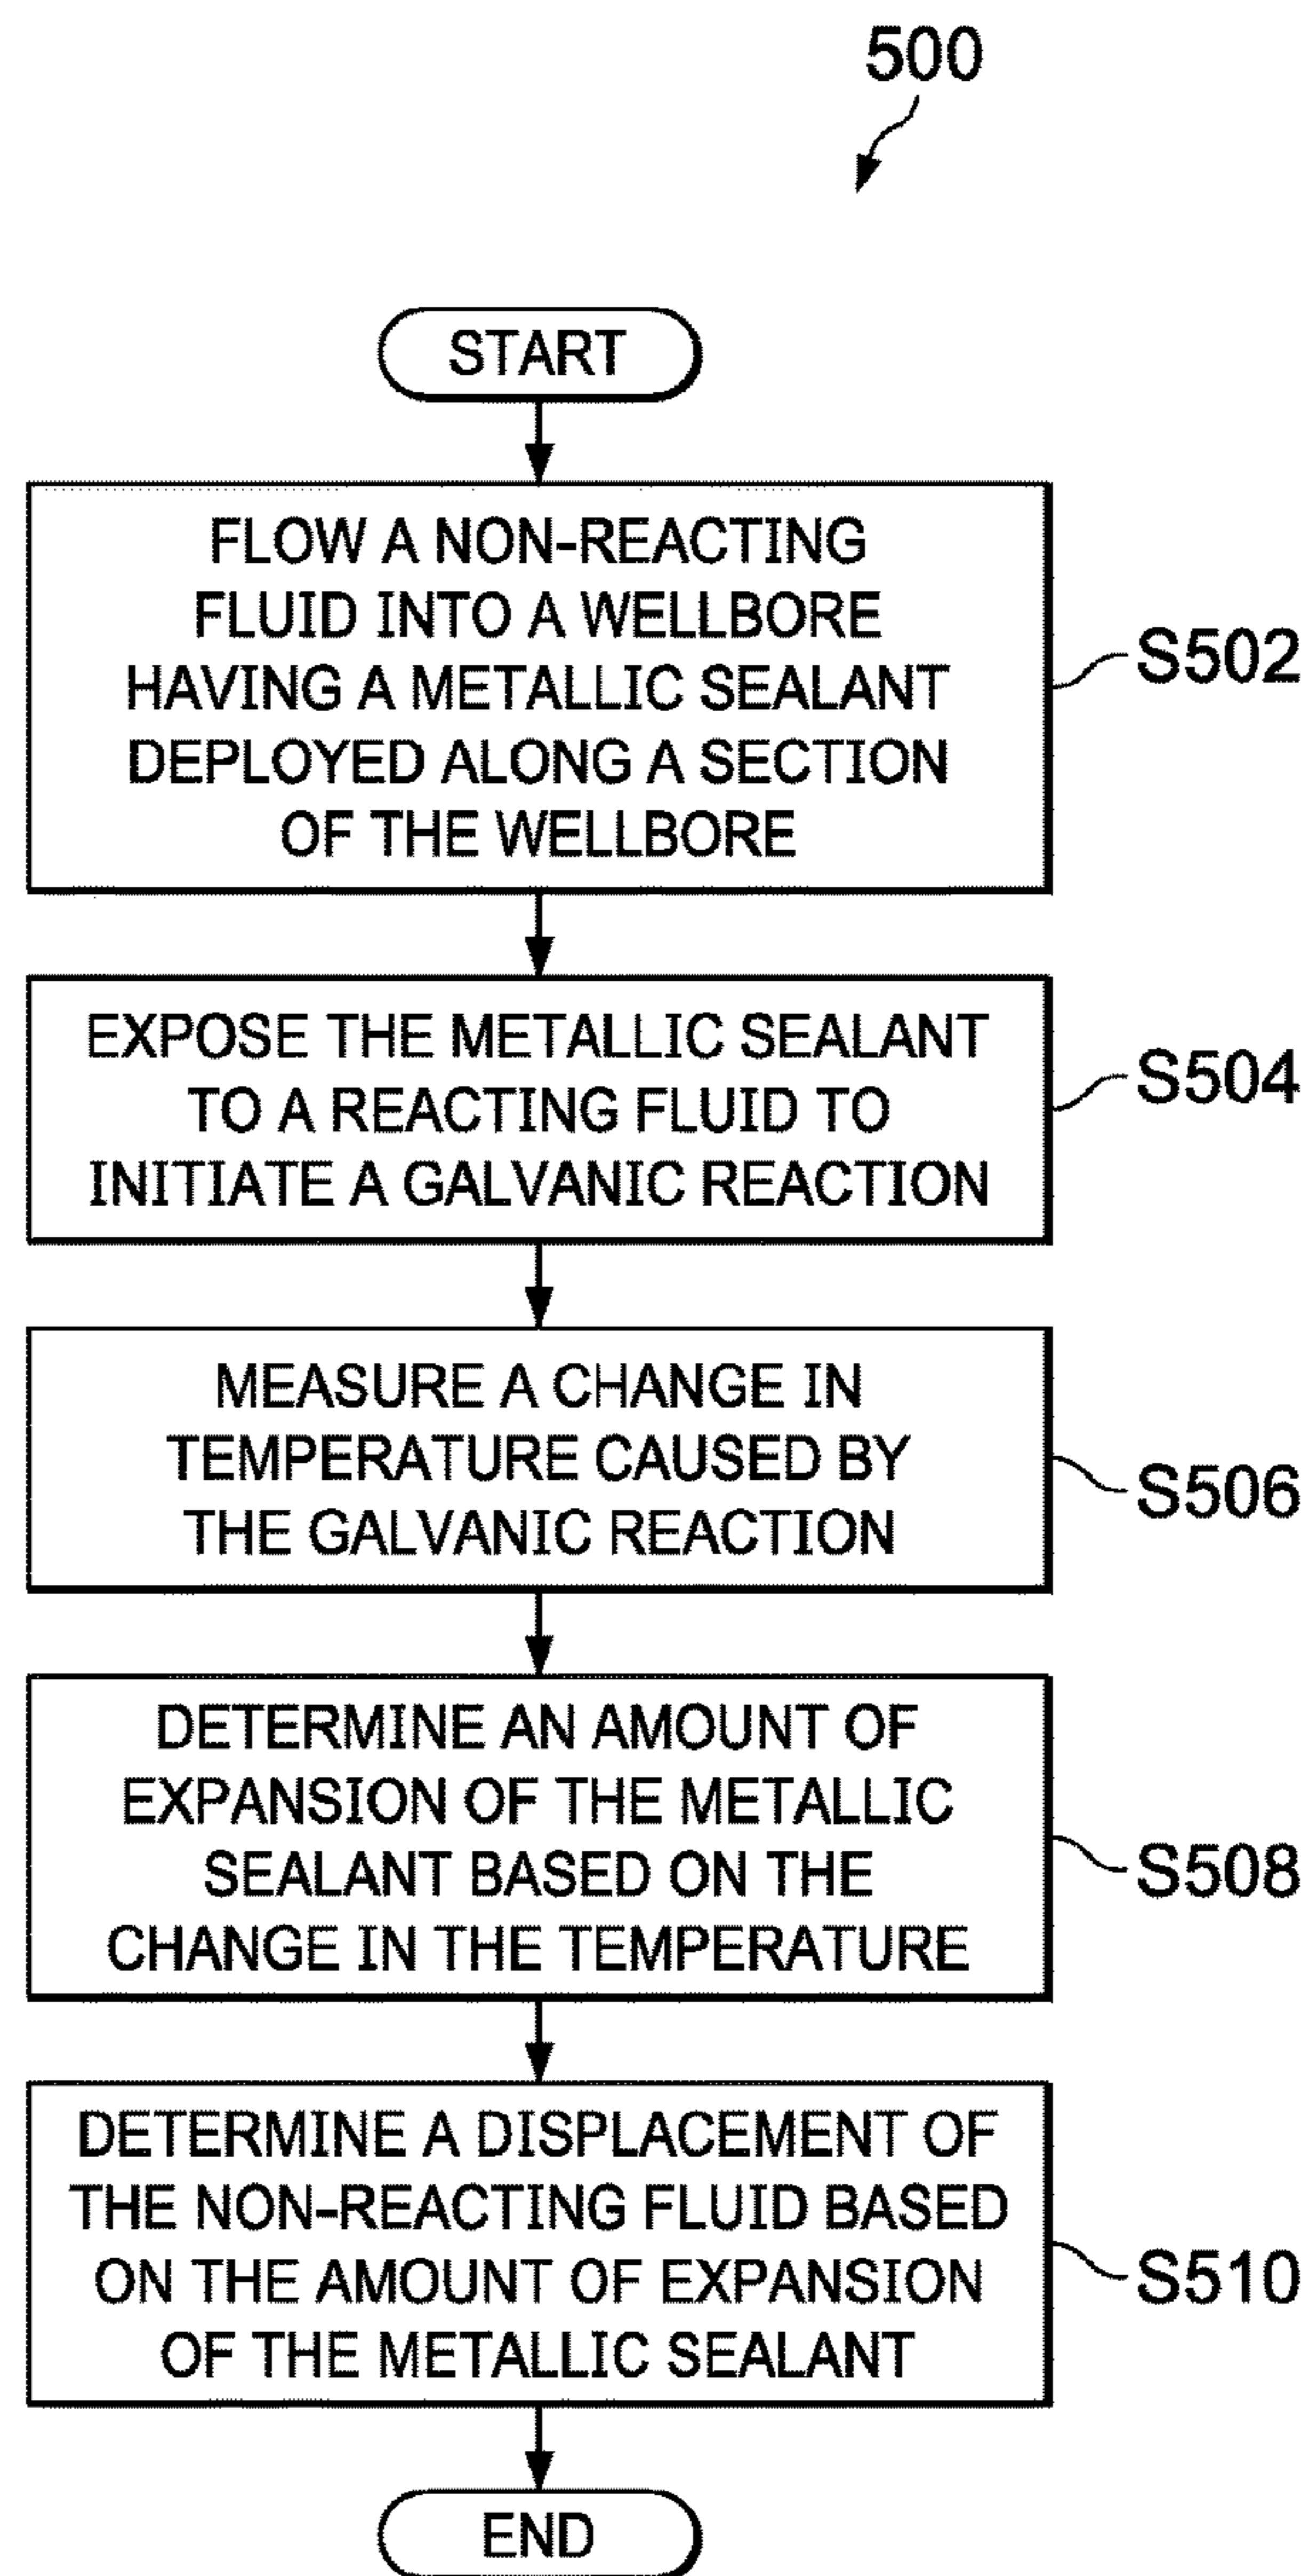 500
START
FLOW A NON-REACTING
FLUID INTO A WELLBORE
HAVING A METALLIC SEALANT
DEPLOYED ALONG A SECTION
OF THE WELLBORE
S502
EXPOSE THE METALLIC SEALANT
TO A REACTING FLUID TO
INITIATE A GALVANIC REACTION
S504
MEASURE A CHANGE IN
TEMPERATURE CAUSED BY
THE GALVANIC REACTION
S506
DETERMINE AN AMOUNT OF
EXPANSION OF THE METALLIC
SEALANT BASED ON THE
CHANGE IN THE TEMPERATURE
S508
DETERMINE A DISPLACEMENT OF
THE NON-REACTING FLUID BASED
ON THE AMOUNT OF EXPANSION
OF THE METALLIC SEALANT
S510
END